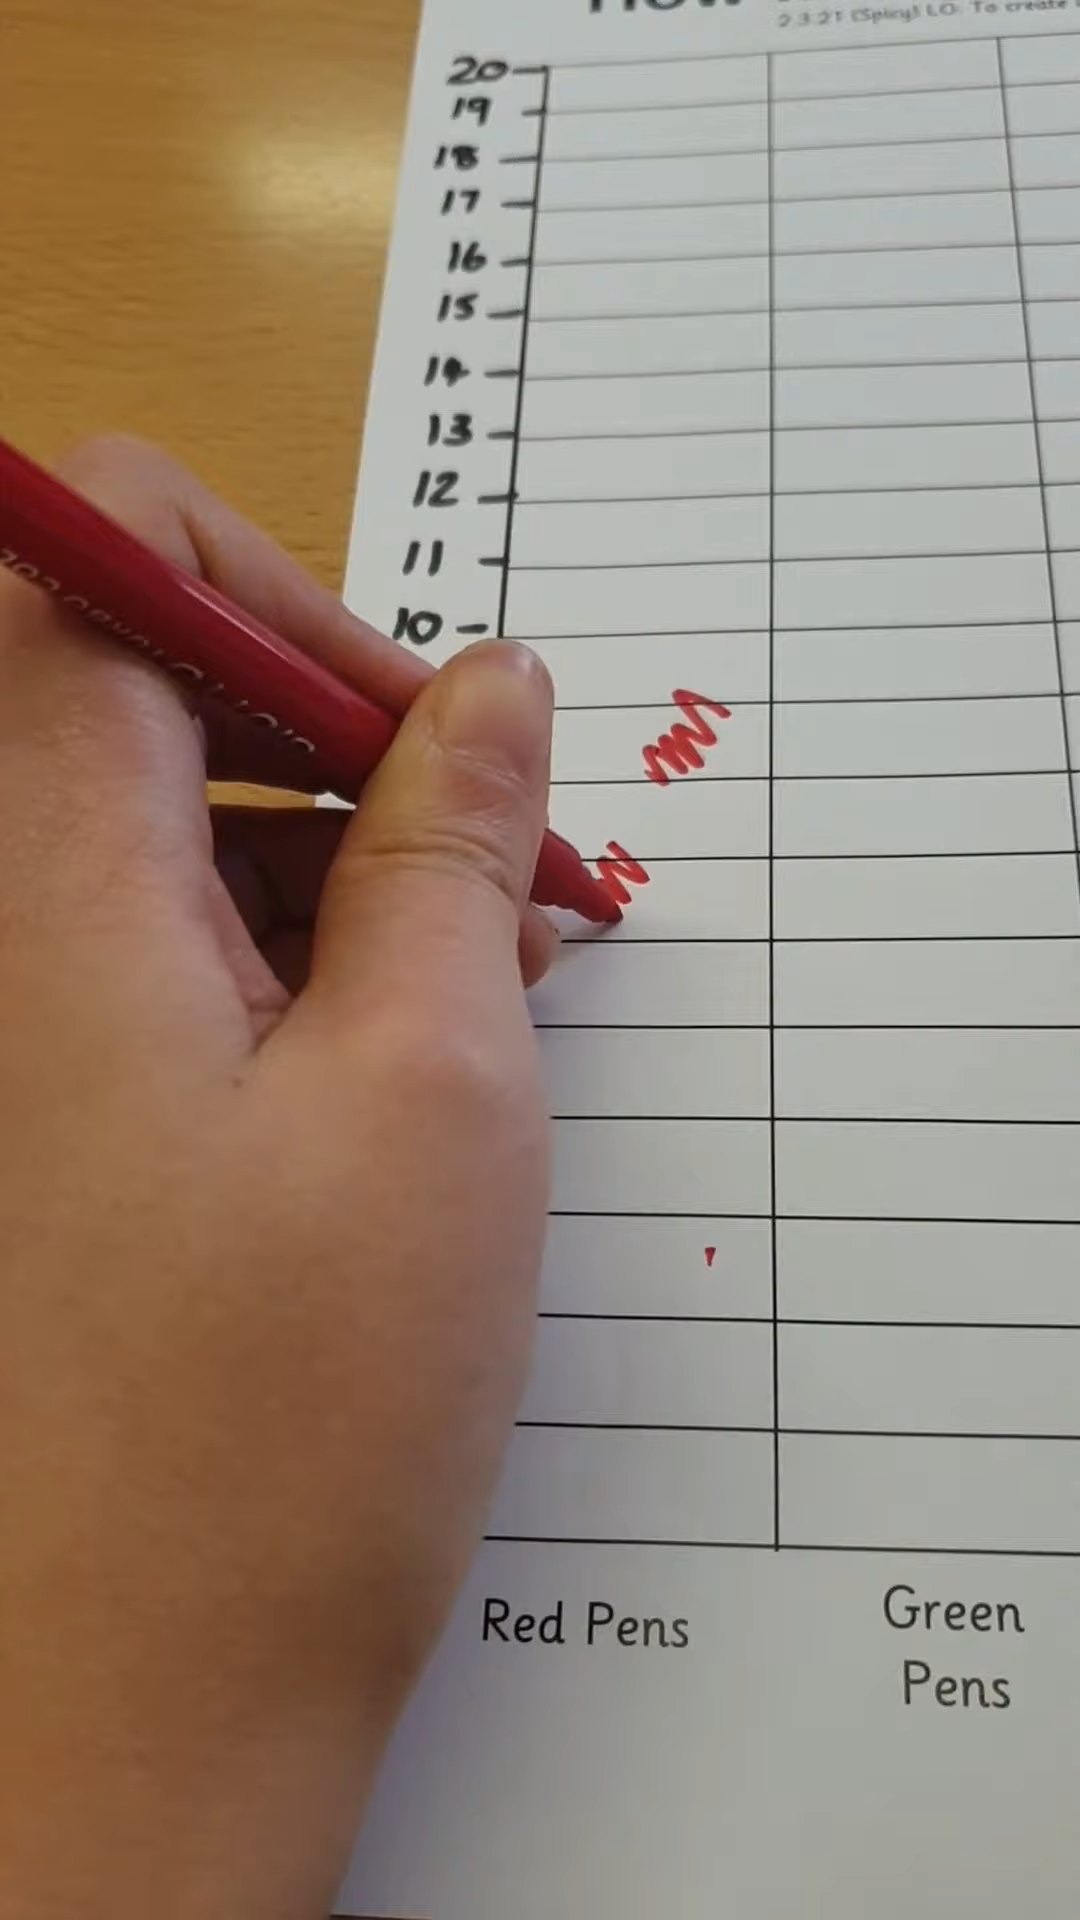 2.3.21 (Spicy) LO: To create
20
19
18
17
16
15
14
13
12
11
10
Red Pens
Green
Pens